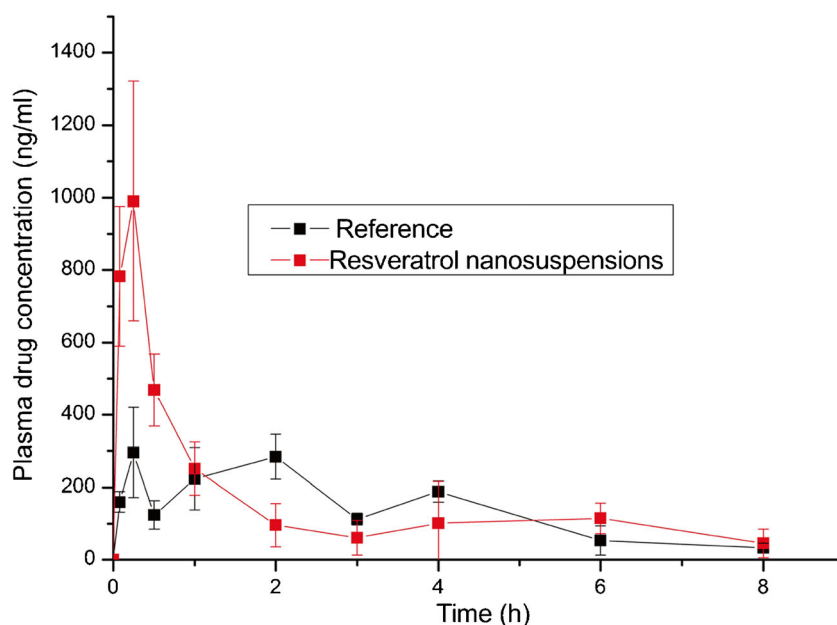 Plasma drug concentration (ng/ml)
1400
1200
1000
800
600
400
200
0
Reference
Resveratrol nanosuspensions
0 2 4 6 8
Time (h)